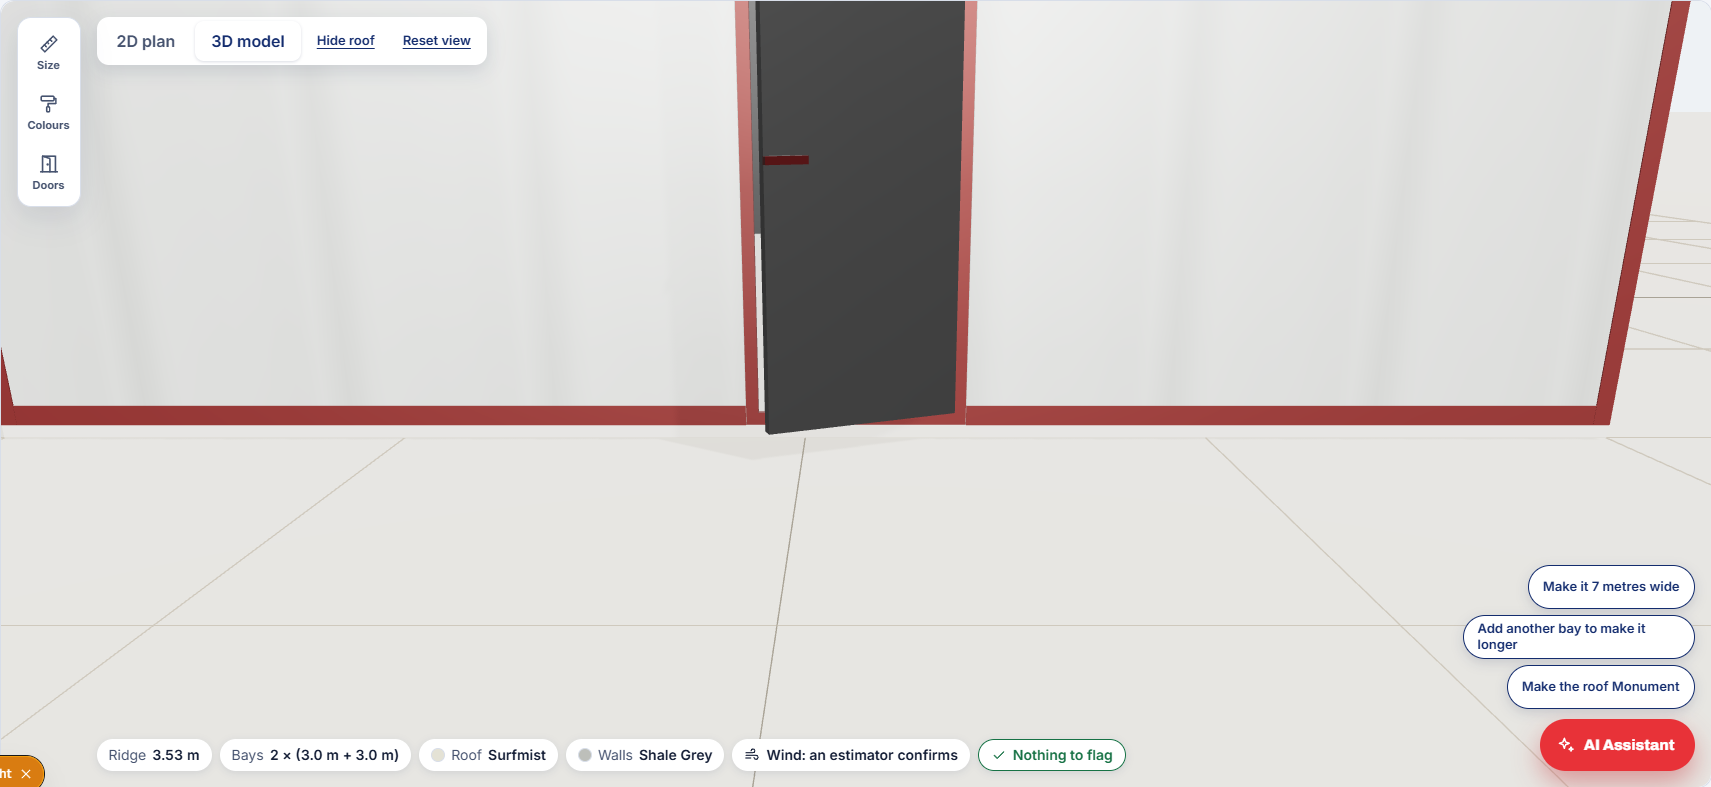 2D plan
3D model
Hide roof
Reset view
Size
Colours
Doors
Make it 7 metres wide
Add another bay to make it
longer
Make the roof Monument
AI Assistant
Ridge 3.53 m
Bays 2 × (3.0 m + 3.0 m)
Roof Surfmist
Walls Shale Grey
Wind: an estimator confirms
Nothing to flag
ht